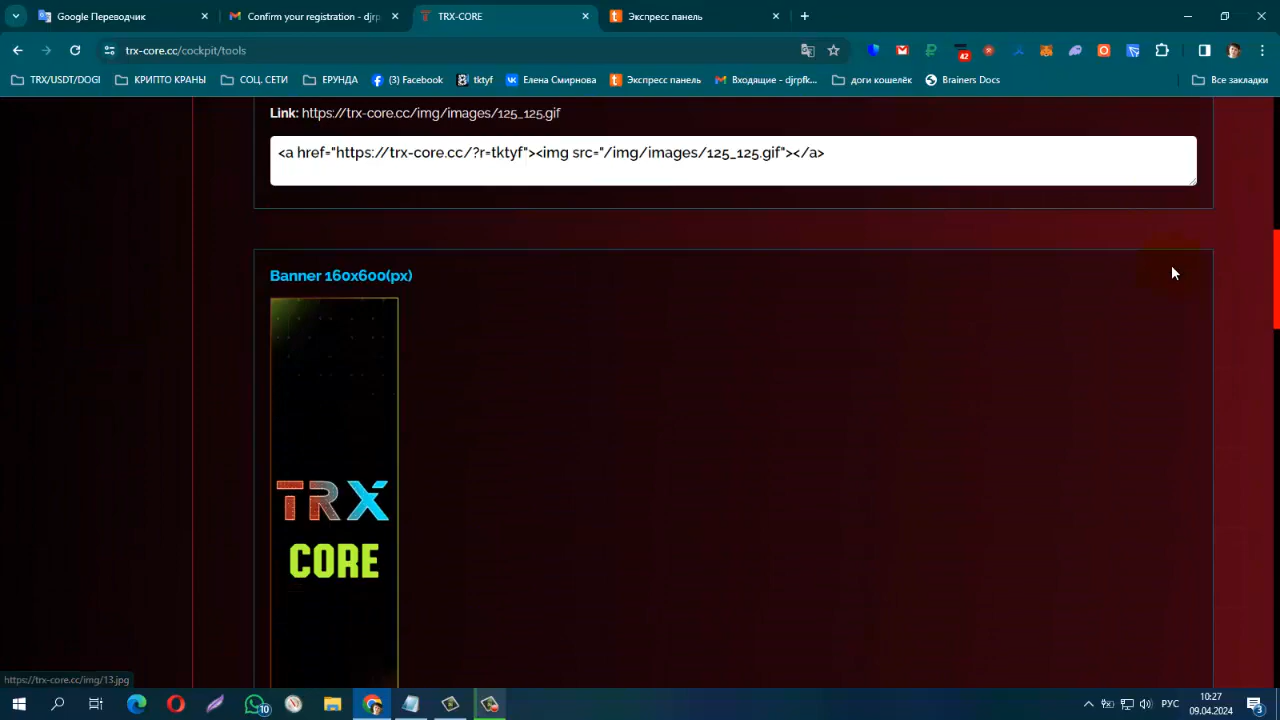 Google Переводчик
Confirm your registration - djrp
TRX-CORE
Экспресс панель
trx-core.cc/cockpit/tools
42
TRX/USDT/DOGI
КРИПТО КРАНЫ
СОЦ. СЕТИ
ЕРУНДА
(3) Facebook
tktyf
Елена Смирнова
Экспресс панель
Входящие - djrpfk...
доги кошелёк
Brainers Docs
Все закладки
Link: https://trx-core.cc/img/images/125_125.gif
<a href="https://trx-core.cc/?r=tktyf"><img src="/img/images/125_125.gif"></a>
Banner 160x600(px)
TRX
CORE
https://trx-core.cc/img/13.jpg
10
РУС
10:27
09.04.2024
3